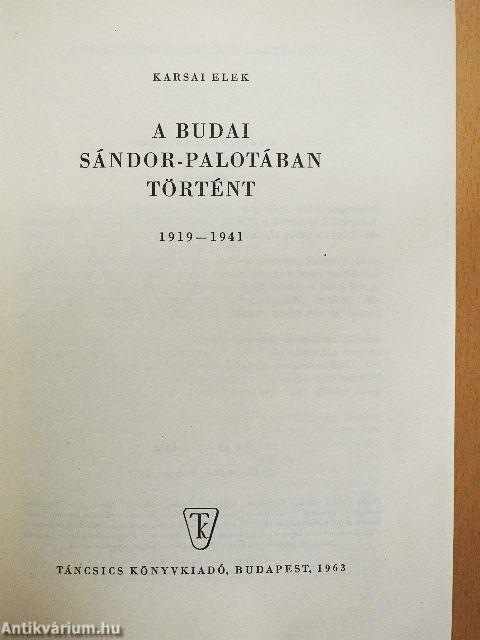 KARSAI ELEK
A BUDAI
SÁNDOR-PALOTÁBAN
TÖRTÉNT
1919—1941
Tk
TÁNCSICS KÖNYVKIADÓ, BUDAPEST, 1963
Antikvárium.hu